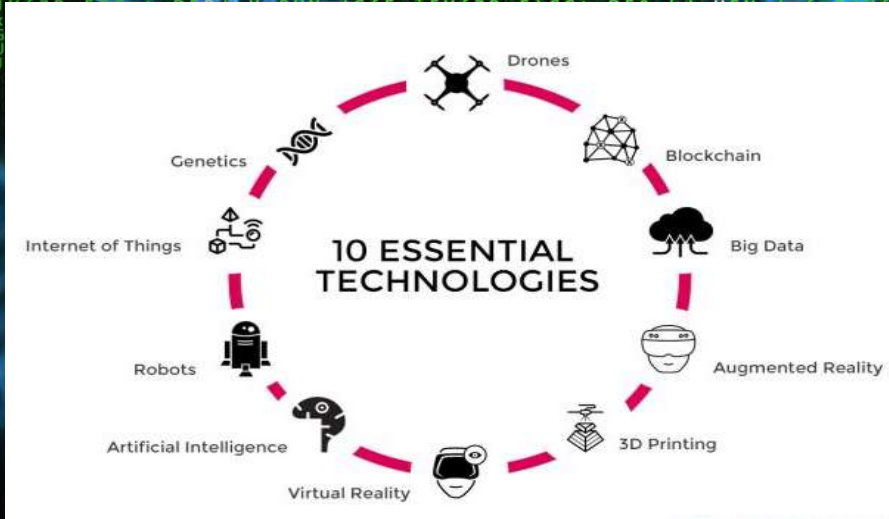 Drones
Blockchain
Genetics
Internet of Things
10 ESSENTIAL
TECHNOLOGIES
Big Data
Robots
Augmented Reality
Artificial Intelligence
3D Printing
Virtual Reality